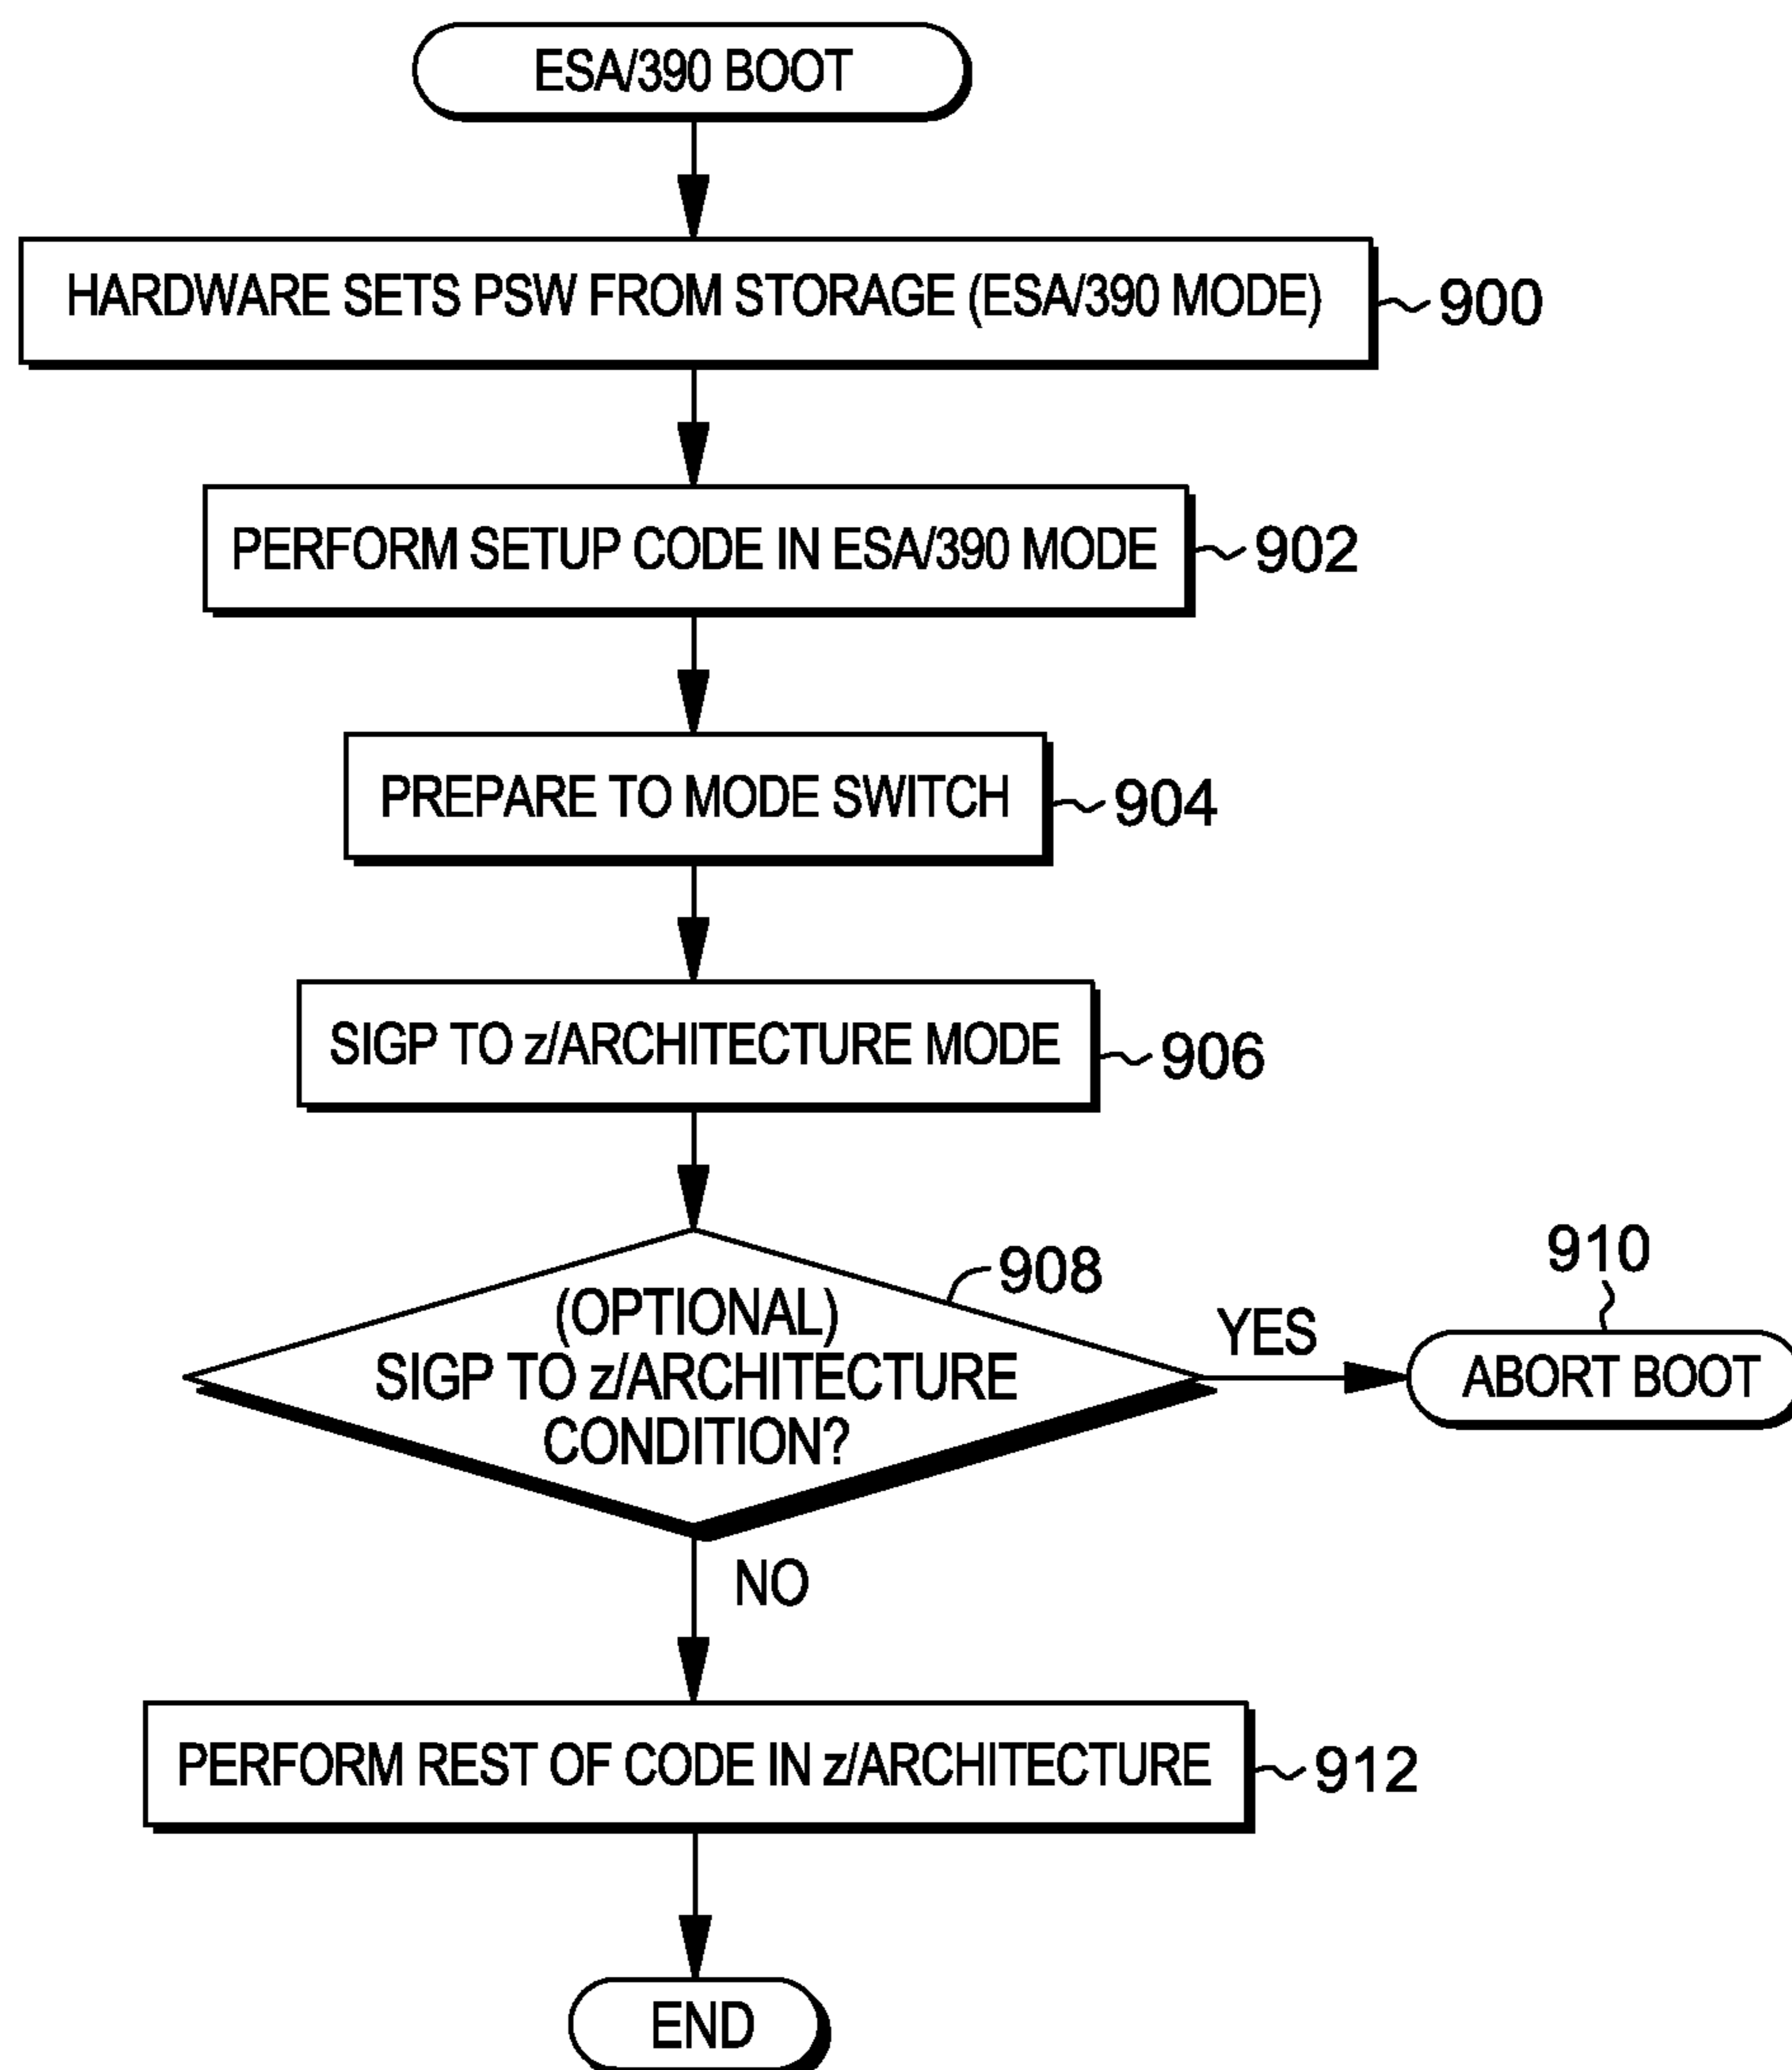 ESA/390 BOOT
HARDWARE SETS PSW FROM STORAGE (ESA/390 MODE)
900
PERFORM SETUP CODE IN ESA/390 MODE
902
PREPARE TO MODE SWITCH
904
SIGP TO z/ARCHITECTURE MODE
906
908
(OPTIONAL)
SIGP TO z/ARCHITECTURE
CONDITION?
YES
910
ABORT BOOT
NO
PERFORM REST OF CODE IN z/ARCHITECTURE
912
END